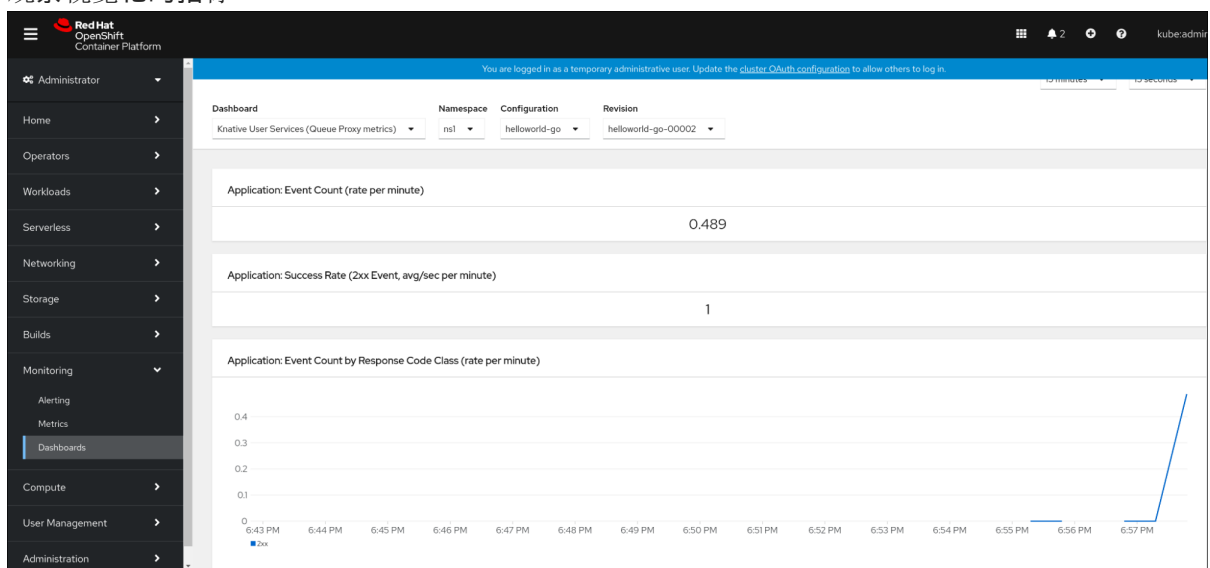 Red Hat
OpenShift
Container Platform
2
kube:admin
Administrator
You are logged in as a temporary administrative user. Update the cluster OAuth configuration to allow others to log in.
Dashboard
Namespace
Configuration
Revision
Knative User Services (Queue Proxy metrics)
ns1
helloworld-go
helloworld-go-00002
Home
Operators
Workloads
Serverless
Networking
Storage
Builds
Monitoring
Alerting
Metrics
Dashboards
Compute
User Management
Administration
Application: Event Count (rate per minute)
0.489
Application: Success Rate (2xx Event, avg/sec per minute)
1
Application: Event Count by Response Code Class (rate per minute)
0.4
0.3
0.2
0.1
0
6:43 PM 6:44 PM 6:45 PM 6:46 PM 6:47 PM 6:48 PM 6:49 PM 6:50 PM 6:51 PM 6:52 PM 6:53 PM 6:54 PM 6:55 PM 6:56 PM 6:57 PM
2xx